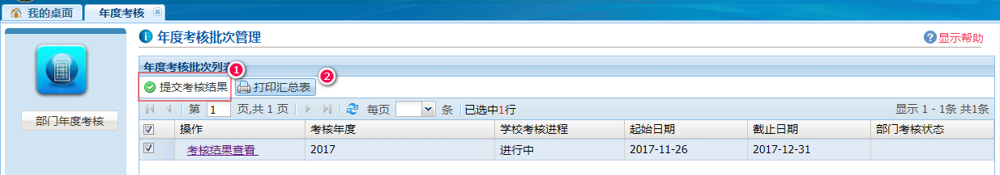 我的桌面 年度考核
年度考核批次管理 显示帮助
部门年度考核
年度考核批次列表
1 2
提交考核结果 打印汇总表
第 1 页,共 1 页 每页 条 已选中1行 显示 1 - 1条 共1条
操作 考核年度 学校考核进程 起始日期 截止日期 部门考核状态
考核结果查看 2017 进行中 2017-11-26 2017-12-31